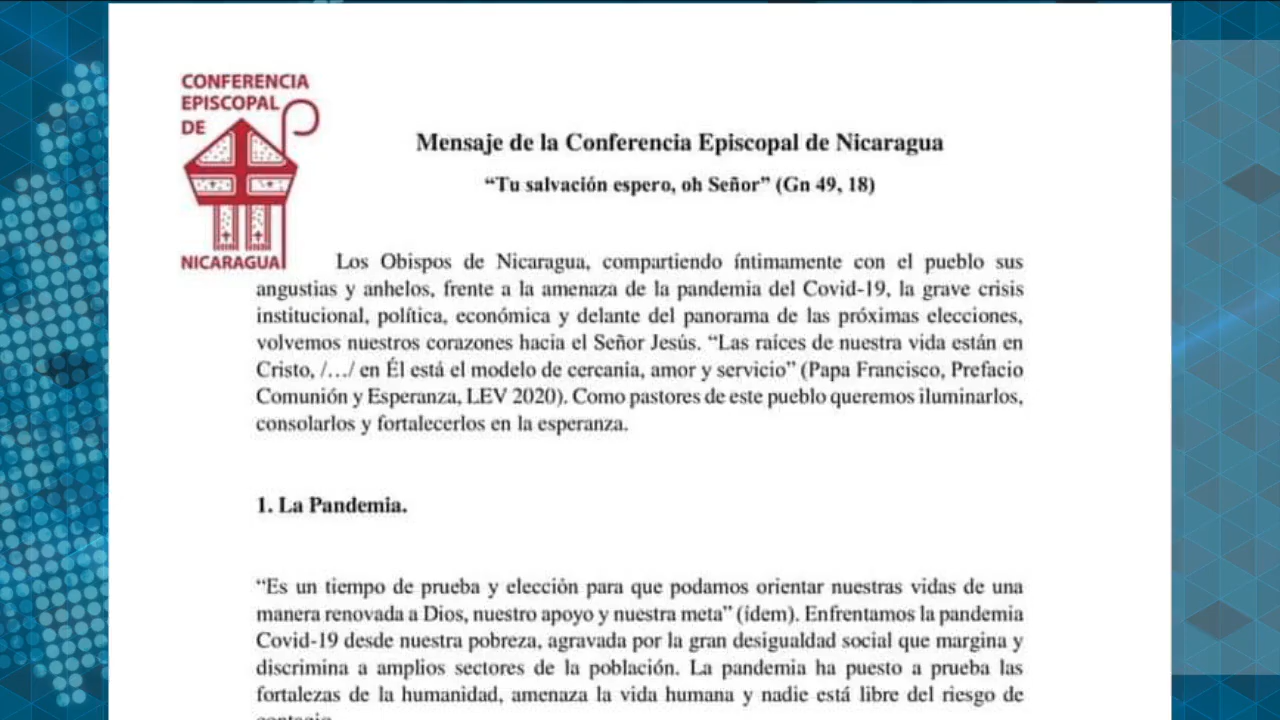 CONFERENCIA
EPISCOPAL
DE
NICARAGUA
Mensaje de la Conferencia Episcopal de Nicaragua
“Tu salvación espero, oh Señor” (Gn 49, 18)
Los Obispos de Nicaragua, compartiendo íntimamente con el pueblo sus
angustias y anhelos, frente a la amenaza de la pandemia del Covid-19, la grave crisis
institucional, política, económica y delante del panorama de las próximas elecciones,
volvemos nuestros corazones hacia el Señor Jesús. “Las raíces de nuestra vida están en
Cristo, /.../ en Él está el modelo de cercanía, amor y servicio” (Papa Francisco, Prefacio
Comunión y Esperanza, LEV 2020). Como pastores de este pueblo queremos iluminarlos,
consolarlos y fortalecerlos en la esperanza.
1. La Pandemia.
“Es un tiempo de prueba y elección para que podamos orientar nuestras vidas de una
manera renovada a Dios, nuestro apoyo y nuestra meta” (ídem). Enfrentamos la pandemia
Covid-19 desde nuestra pobreza, agravada por la gran desigualdad social que margina y
discrimina a amplios sectores de la población. La pandemia ha puesto a prueba las
fortalezas de la humanidad, amenaza la vida humana y nadie está libre del riesgo de